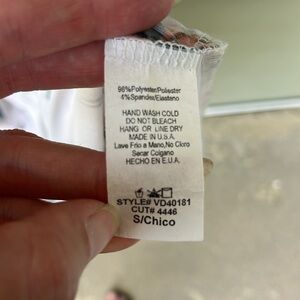 96%Polyester/Poliester
4%Spandex/Elastano
HAND WASH COLD
DO NOT BLEACH
HANG OR LINE DRY
MADE IN U.S.A.
Lave Frio a Mano,No Cloro
Secar Colgano
HECHO EN E.U.A.
STYLE# VD40181
CUT# 4446
S/Chico